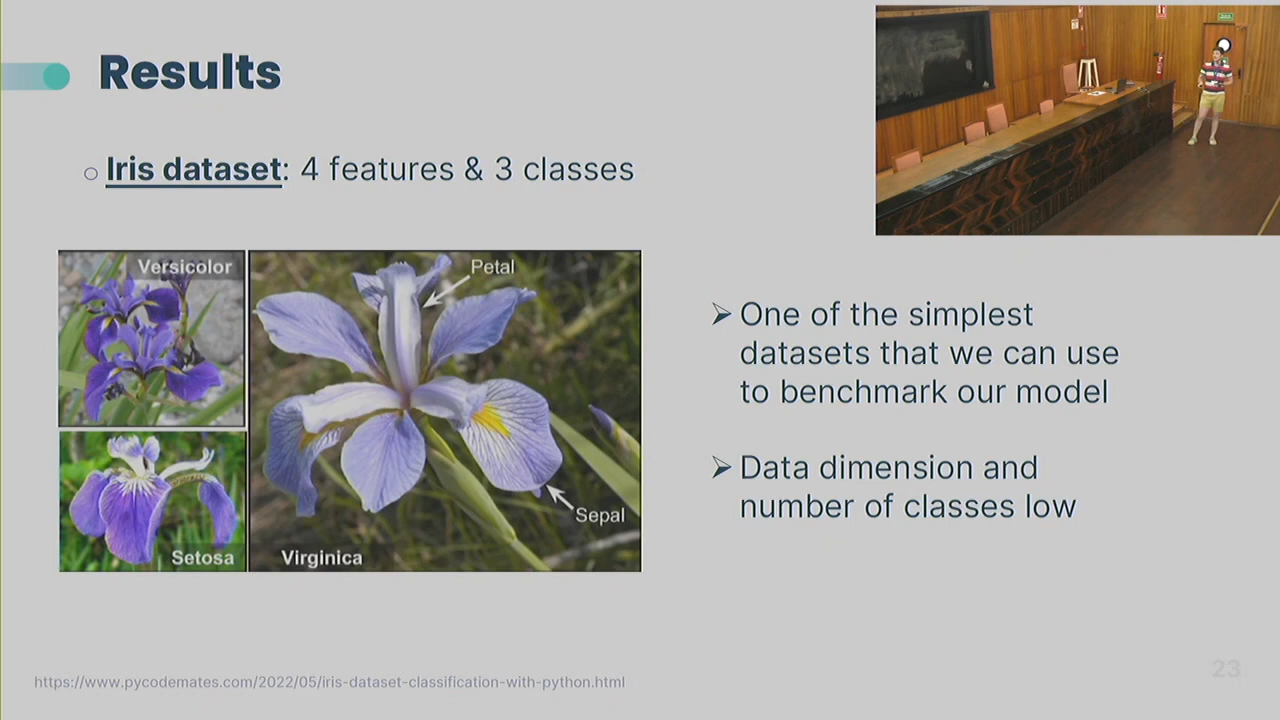 Results
Iris dataset: 4 features & 3 classes
Versicolor
Setosa
Petal
Sepal
Virginica
One of the simplest
datasets that we can use
to benchmark our model
Data dimension and
number of classes low
https://www.pycodemates.com/2022/05/iris-dataset-classification-with-python.html
23